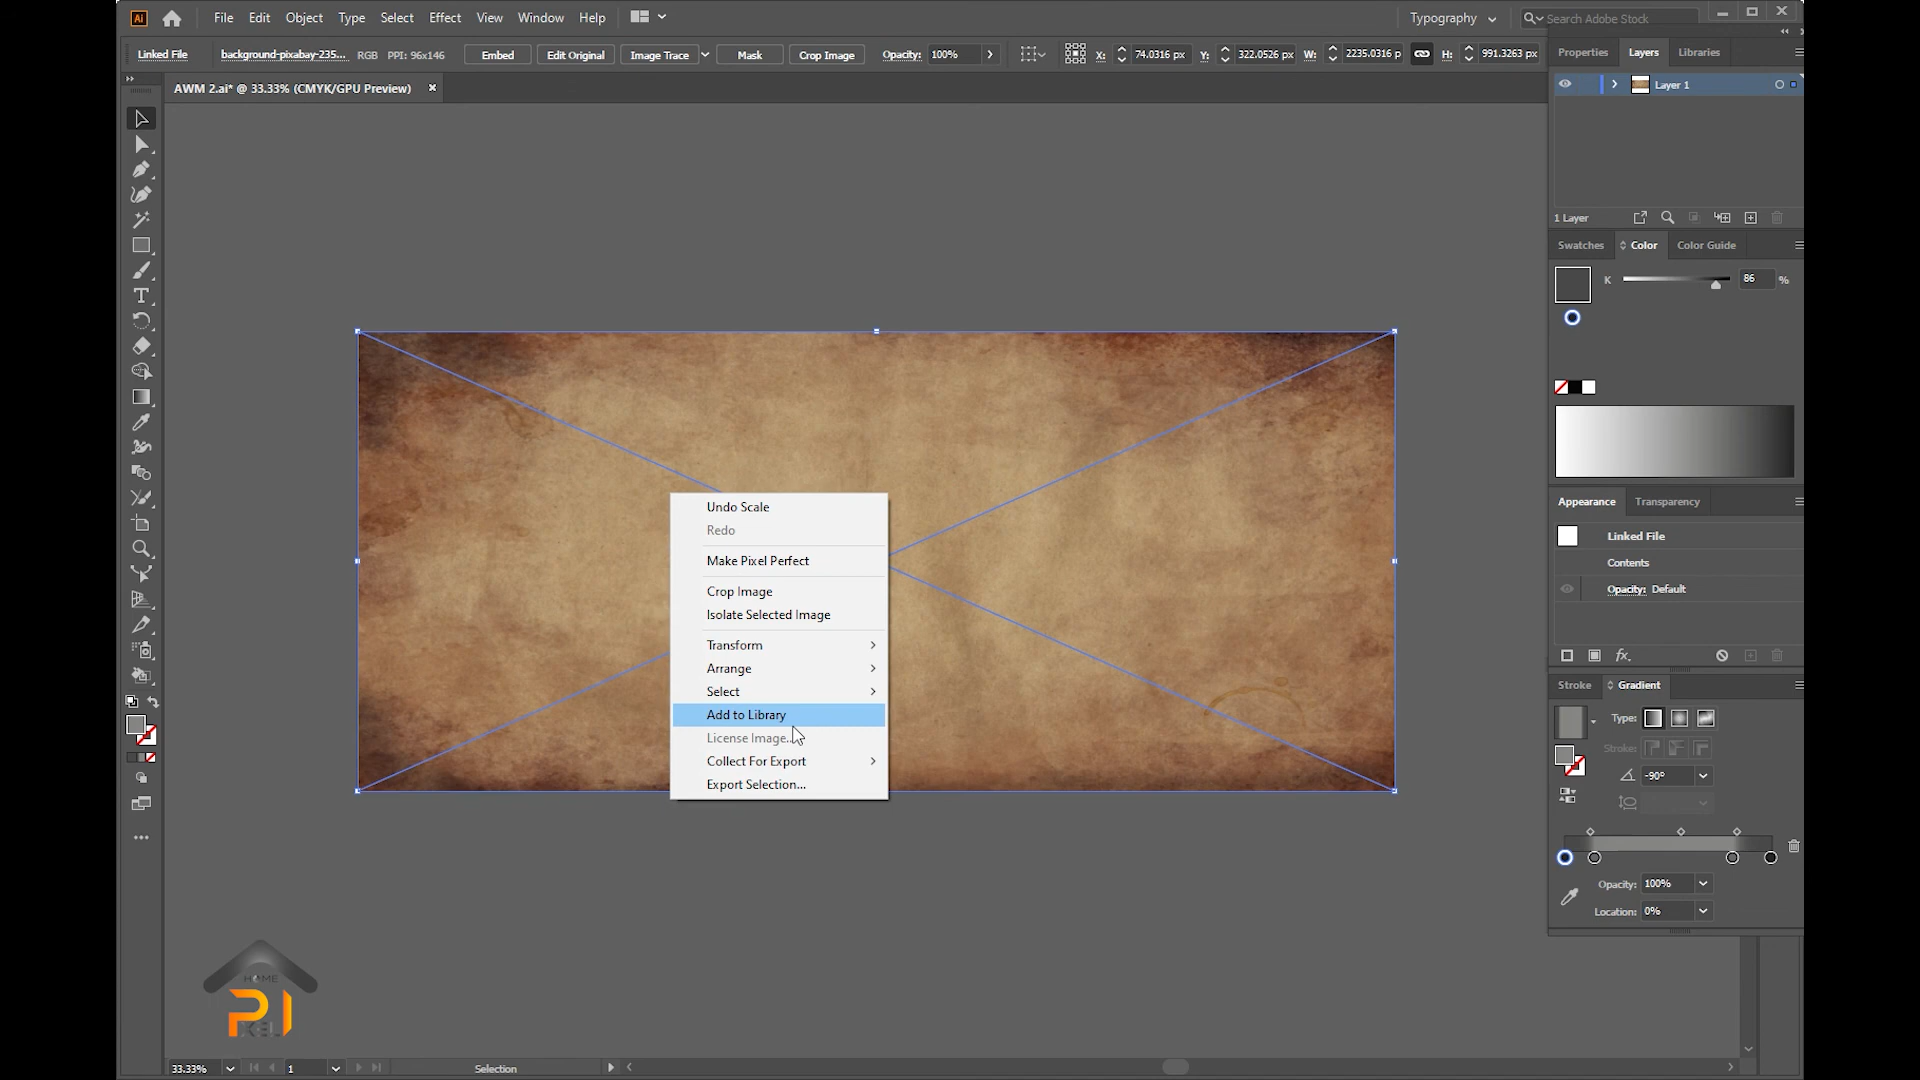 Ai File Edit Object Type Select Effect View Window Help Typography Search Adobe Stock
Linked File background-pixabay-235... RGB PPI: 96x146 Embed Edit Original Image Trace Mask Crop Image Opacity: 100% X: 74.0316 px Y: 322.0526 px W: 2235.0316 p H: 991.3263 px
Properties Layers Libraries
AWM 2.ai* @ 33.33% (CMYK/GPU Preview)
Layer 1
1 Layer
Swatches Color Color Guide
K 86 %
Undo Scale
Redo
Make Pixel Perfect
Crop Image
Isolate Selected Image
Transform
Arrange
Select
Add to Library
License Image...
Collect For Export
Export Selection...
Appearance Transparency
Linked File
Contents
Opacity: Default
fx
Stroke Gradient
Type:
Stroke:
-90°
Opacity: 100%
Location: 0%
HOME
PIXEL
33.33% 1 Selection